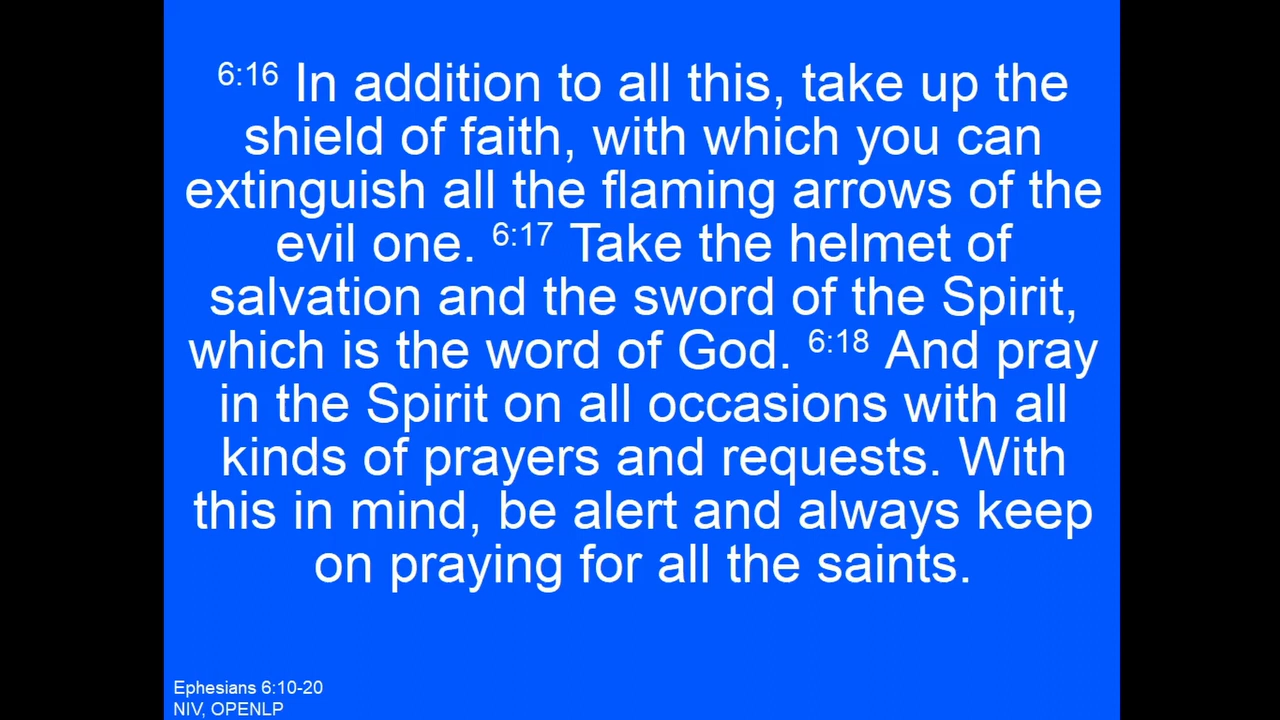 6:16 In addition to all this, take up the
shield of faith, with which you can
extinguish all the flaming arrows of the
evil one. 6:17 Take the helmet of
salvation and the sword of the Spirit,
which is the word of God. 6:18 And pray
in the Spirit on all occasions with all
kinds of prayers and requests. With
this in mind, be alert and always keep
on praying for all the saints.
Ephesians 6:10-20
NIV, OPENLP